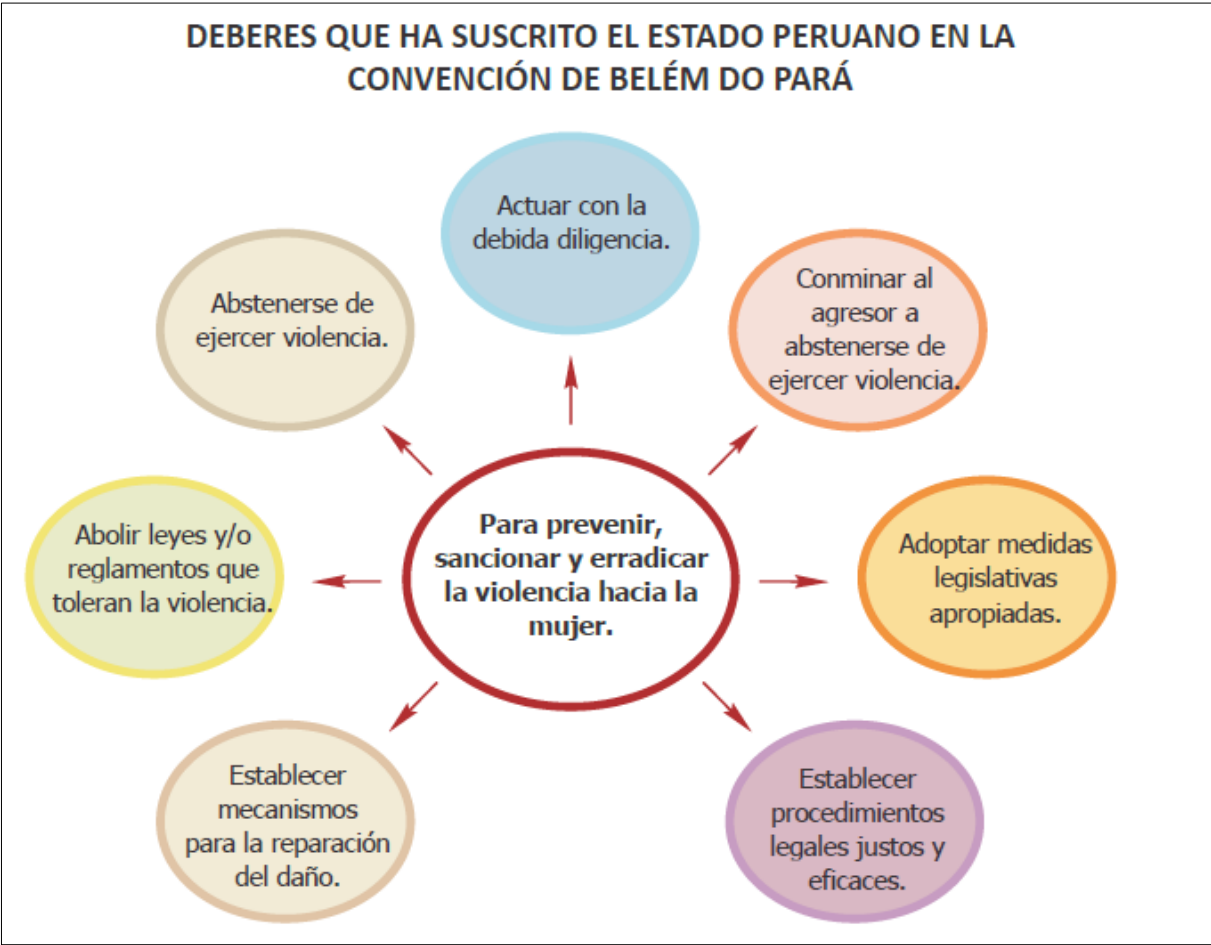 DEBERES QUE HA SUSCRITO EL ESTADO PERUANO EN LA
CONVENCIÓN DE BELÉM DO PARÁ
Actuar con la
debida diligencia.
Conminar al
agresor a
abstenerse de
ejercer violencia.
Adoptar medidas
legislativas
apropiadas.
Establecer
procedimientos
legales justos y
eficaces.
Establecer
mecanismos
para la reparación
del daño.
Abolir leyes y/o
reglamentos que
toleran la violencia.
Abstenerse de
ejercer violencia.
Para prevenir,
sancionar y erradicar
la violencia hacia la
mujer.